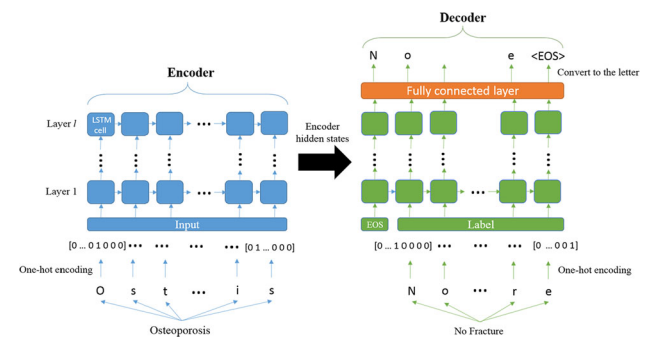 Decoder
N o e <EOS>
Convert to the letter
Encoder
Fully connected layer
Layer l
LSTM cell
...
Encoder hidden states
...
Layer 1
...
...
Input
EOS
Label
[0 ... 0 1 0 0 0] ... ... ... [0 1 ... 0 0 0]
[0 ... 1 0 0 0 0] ... ... ... [0 ... 0 0 1]
One-hot encoding
One-hot encoding
O s t ... i s
N o ... r e
Osteoporosis
No Fracture